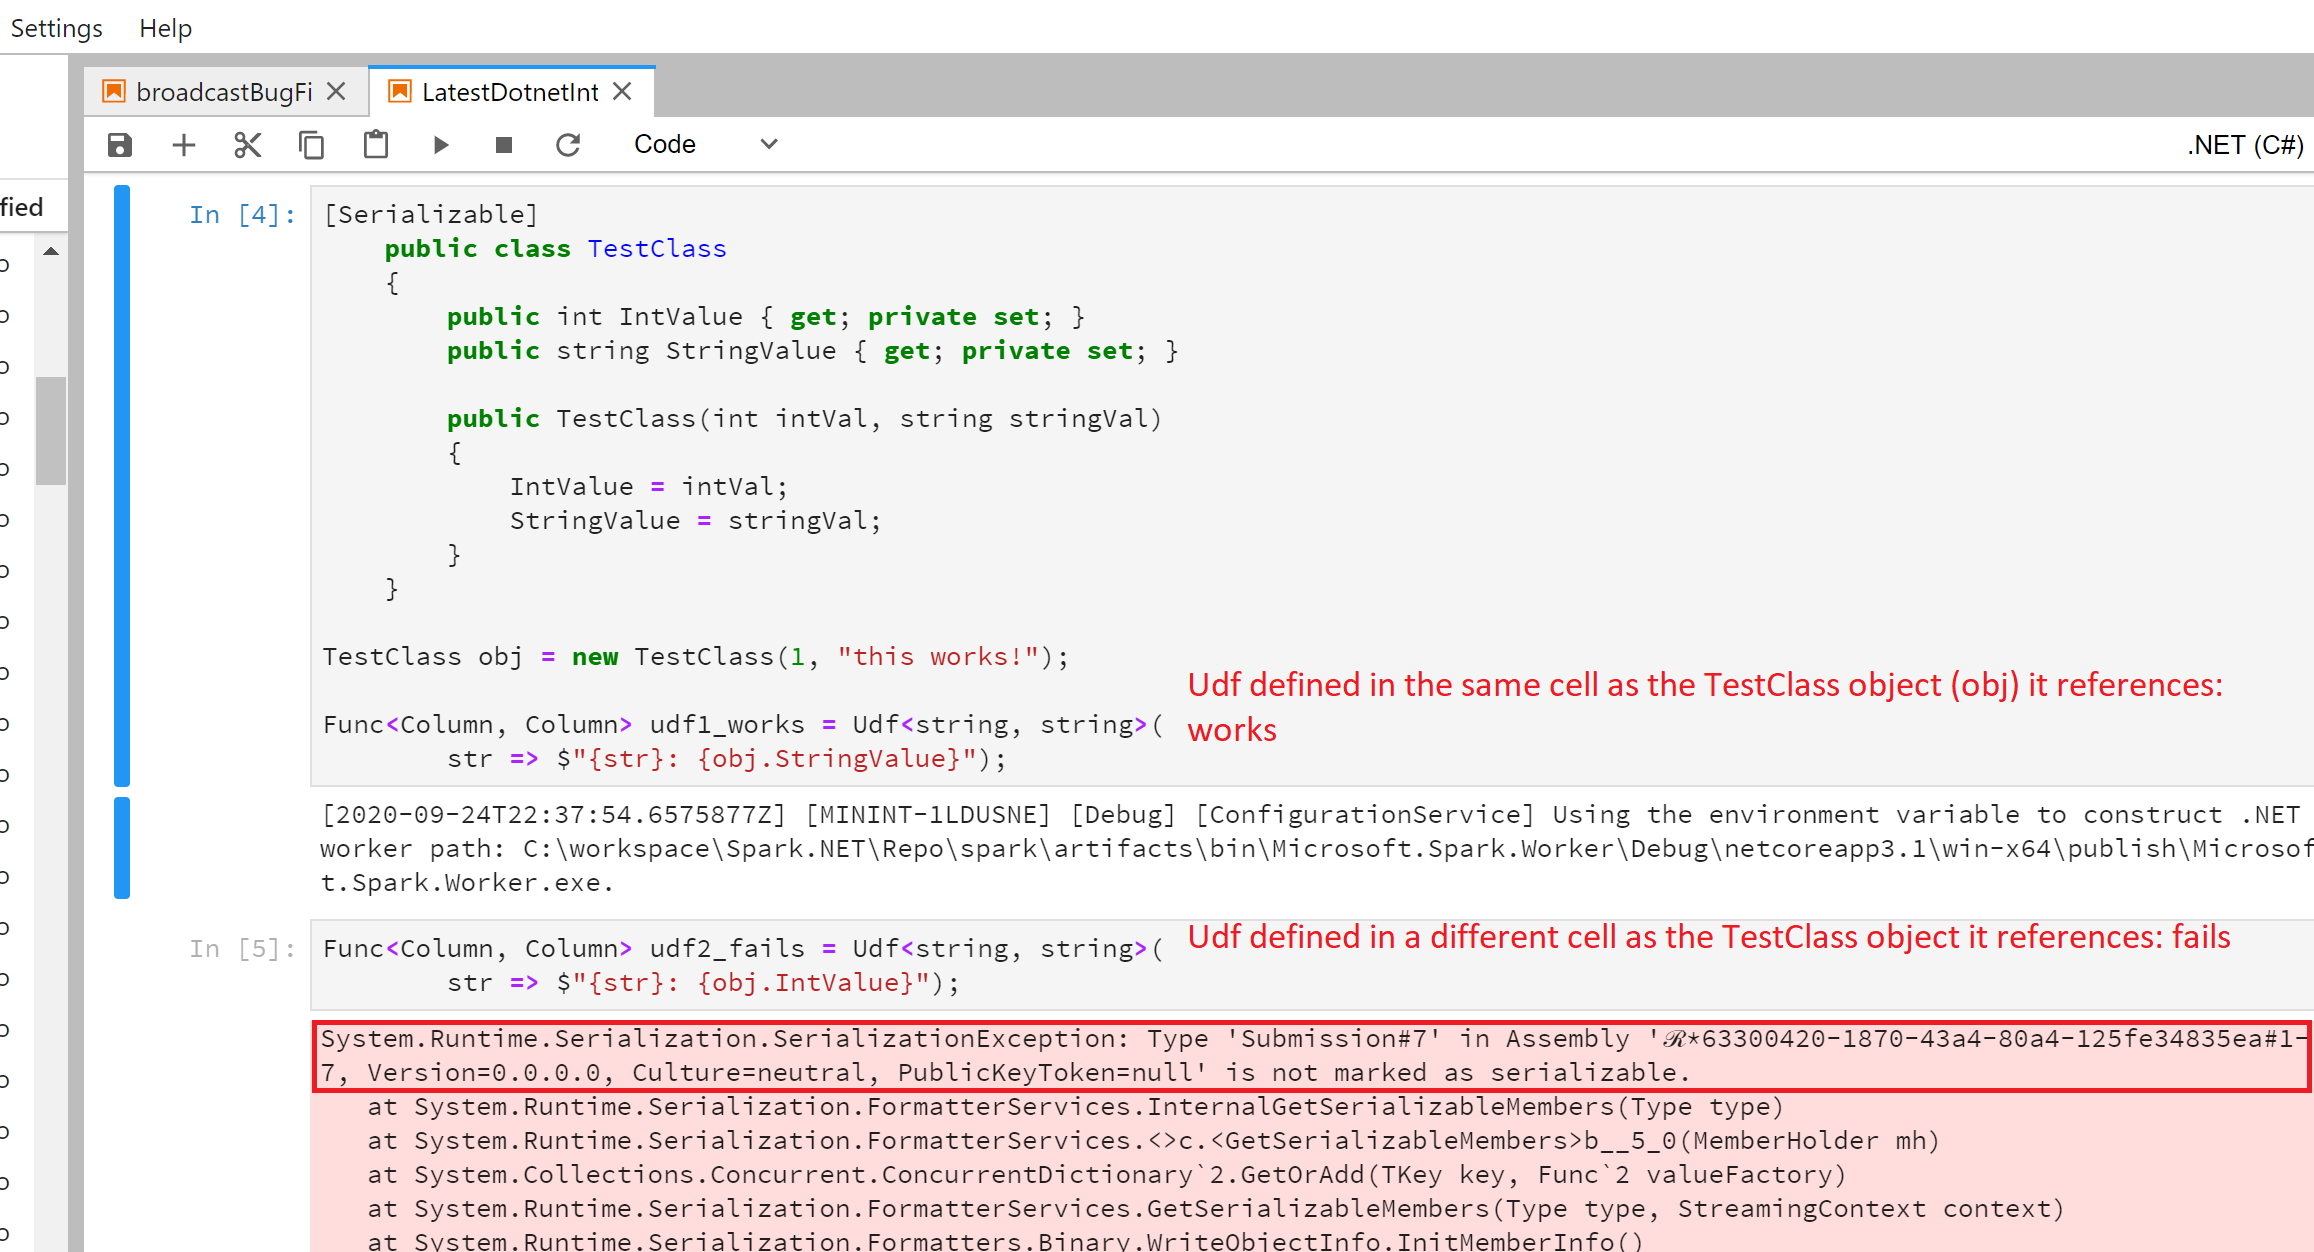 Settings Help
broadcastBugFi LatestDotnetInt
Code .NET (C#)
fied
In [4]: [Serializable]
public class TestClass
{
public int IntValue { get; private set; }
public string StringValue { get; private set; }
public TestClass(int intVal, string stringVal)
{
IntValue = intVal;
StringValue = stringVal;
}
}
TestClass obj = new TestClass(1, "this works!");
Udf defined in the same cell as the TestClass object (obj) it references:
works
Func<Column, Column> udf1_works = Udf<string, string>(
str => $"{str}: {obj.StringValue}");
[2020-09-24T22:37:54.6575877Z] [MININT-1LDUSNE] [Debug] [ConfigurationService] Using the environment variable to construct .NET
worker path: C:\workspace\Spark.NET\Repo\spark\artifacts\bin\Microsoft.Spark.Worker\Debug\netcoreapp3.1\win-x64\publish\Microsof
t.Spark.Worker.exe.
In [5]: Func<Column, Column> udf2_fails = Udf<string, string>(
Udf defined in a different cell as the TestClass object it references: fails
str => $"{str}: {obj.IntValue}");
System.Runtime.Serialization.SerializationException: Type 'Submission#7' in Assembly 'ℛ*63300420-1870-43a4-80a4-125fe34835ea#1-
7, Version=0.0.0.0, Culture=neutral, PublicKeyToken=null' is not marked as serializable.
at System.Runtime.Serialization.FormatterServices.InternalGetSerializableMembers(Type type)
at System.Runtime.Serialization.FormatterServices.<>c.<GetSerializableMembers>b__5_0(MemberHolder mh)
at System.Collections.Concurrent.ConcurrentDictionary`2.GetOrAdd(TKey key, Func`2 valueFactory)
at System.Runtime.Serialization.FormatterServices.GetSerializableMembers(Type type, StreamingContext context)
at System.Runtime.Serialization.Formatters.Binary.WriteObjectInfo.InitMemberInfo()